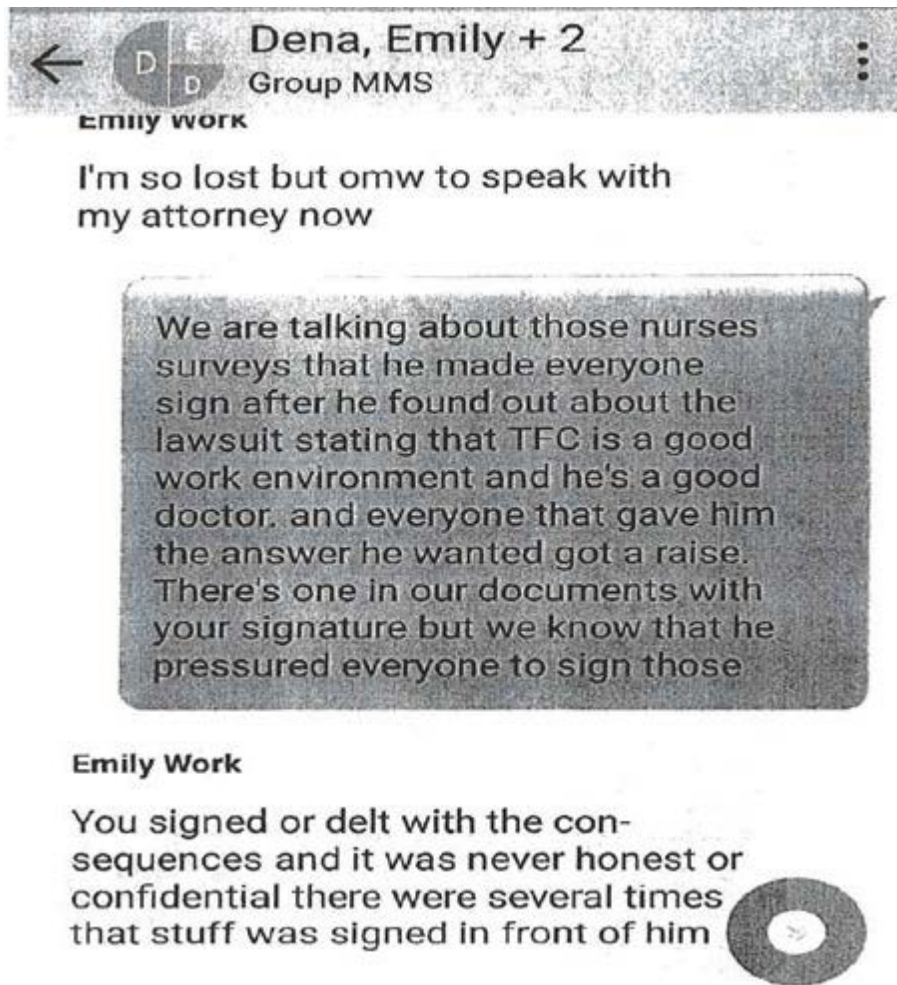 Dena, Emily + 2
D
E
D
Group MMS
Emily Work
I'm so lost but omw to speak with
my attorney now
We are talking about those nurses
surveys that he made everyone
sign after he found out about the
lawsuit stating that TFC is a good
work environment and he's a good
doctor. and everyone that gave him
the answer he wanted got a raise.
There's one in our documents with
your signature but we know that he
pressured everyone to sign those
Emily Work
You signed or delt with the con-
sequences and it was never honest or
confidential there were several times
that stuff was signed in front of him